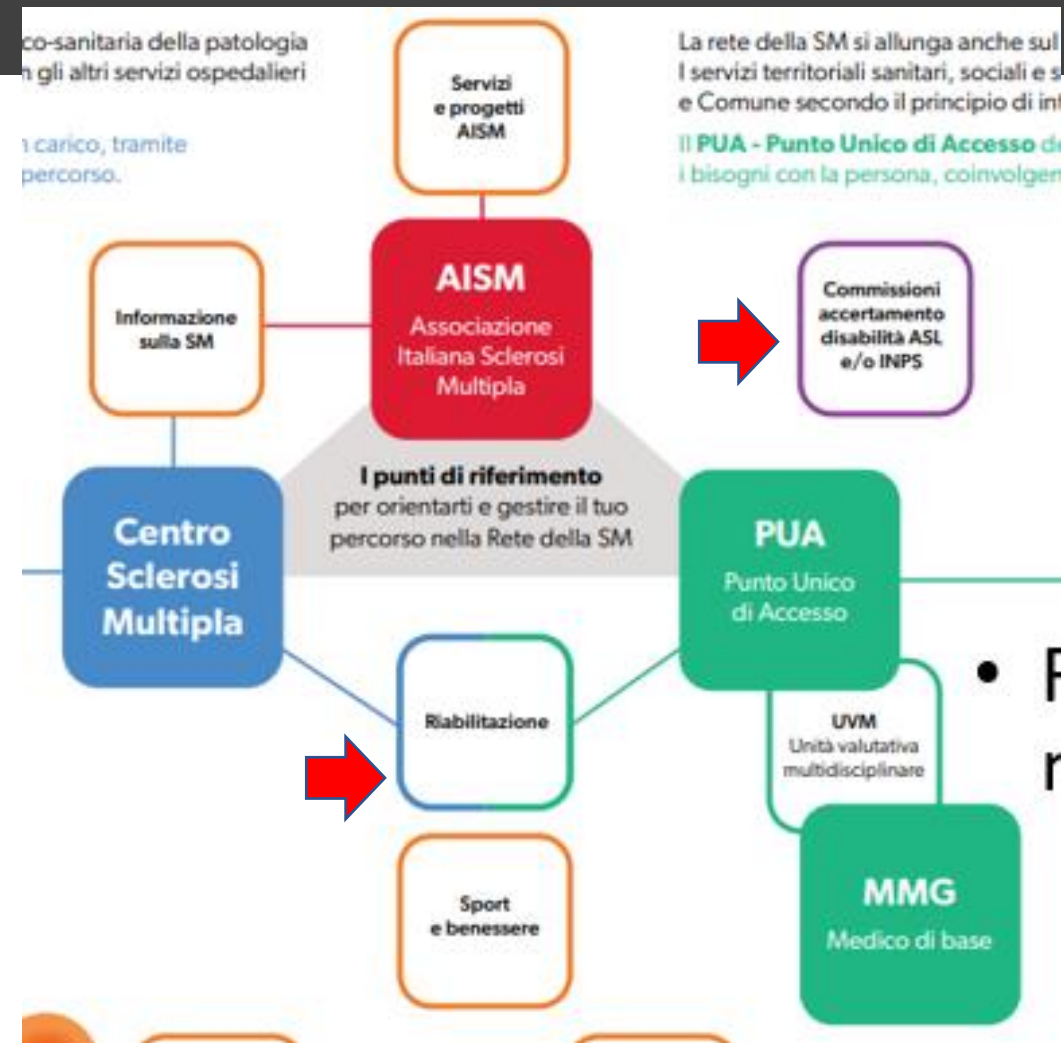 co-sanitaria della patologia
gli altri servizi ospedalieri
carico, tramite
percorso.
La rete della SM si allunga anche sul
I servizi territoriali sanitari, sociali e
e Comune secondo il principio di
Il PUA - Punto Unico di Accesso
i bisogni con la persona,
Servizi
e progetti
AISM
AISM
Associazione
Italiana Sclerosi
Multipla
Informazione
sulla SM
Commissioni
accertamento
disabilità ASL
e/o INPS
I punti di riferimento
per orientarti e gestire il tuo
percorso nella Rete della SM
Centro
Sclerosi
Multipla
PUA
Punto Unico
di Accesso
Riabilitazione
UVM
Unità valutativa
multidisciplinare
Sport
e benessere
MMG
Medico di base